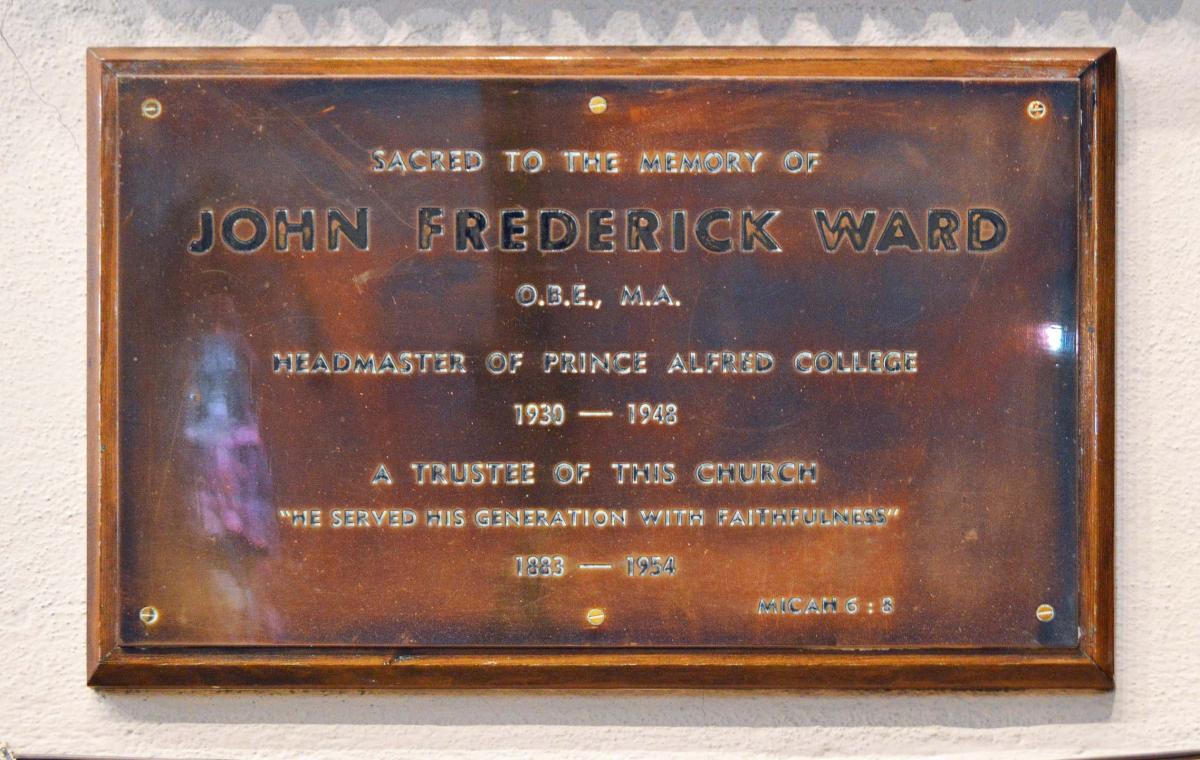 SACRED TO THE MEMORY OF
JOHN FREDERICK WARD
O.B.E., M.A.
HEADMASTER OF PRINCE ALFRED COLLEGE
1930 — 1948
A TRUSTEE OF THIS CHURCH
"HE SERVED HIS GENERATION WITH FAITHFULNESS"
1883 — 1954
MICAH 6 : 8